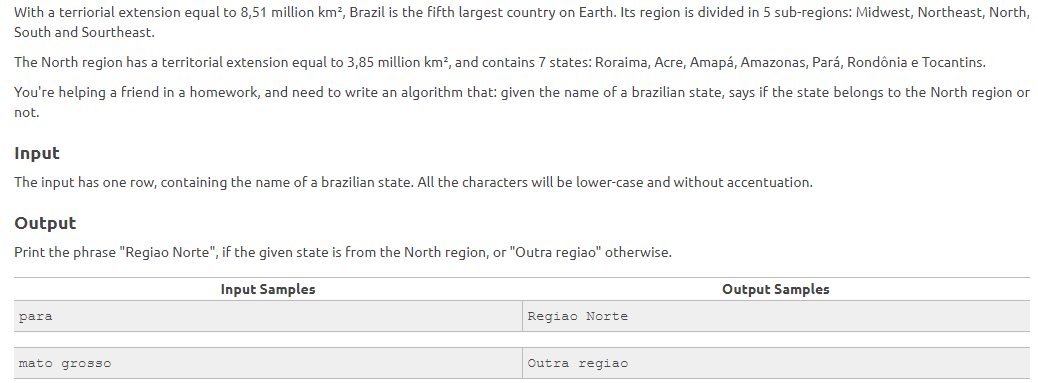 With a terriorial extension equal to 8,51 million km², Brazil is the fifth largest country on Earth. Its region is divided in 5 sub-regions: Midwest, Northeast, North,
South and Sourtheast.
The North region has a territorial extension equal to 3,85 million km², and contains 7 states: Roraima, Acre, Amapá, Amazonas, Pará, Rondônia e Tocantins.
You're helping a friend in a homework, and need to write an algorithm that: given the name of a brazilian state, says if the state belongs to the North region or
not.
Input
The input has one row, containing the name of a brazilian state. All the characters will be lower-case and without accentuation.
Output
Print the phrase "Regiao Norte", if the given state is from the North region, or "Outra regiao" otherwise.
Input Samples Output Samples
para Regiao Norte
mato grosso Outra regiao